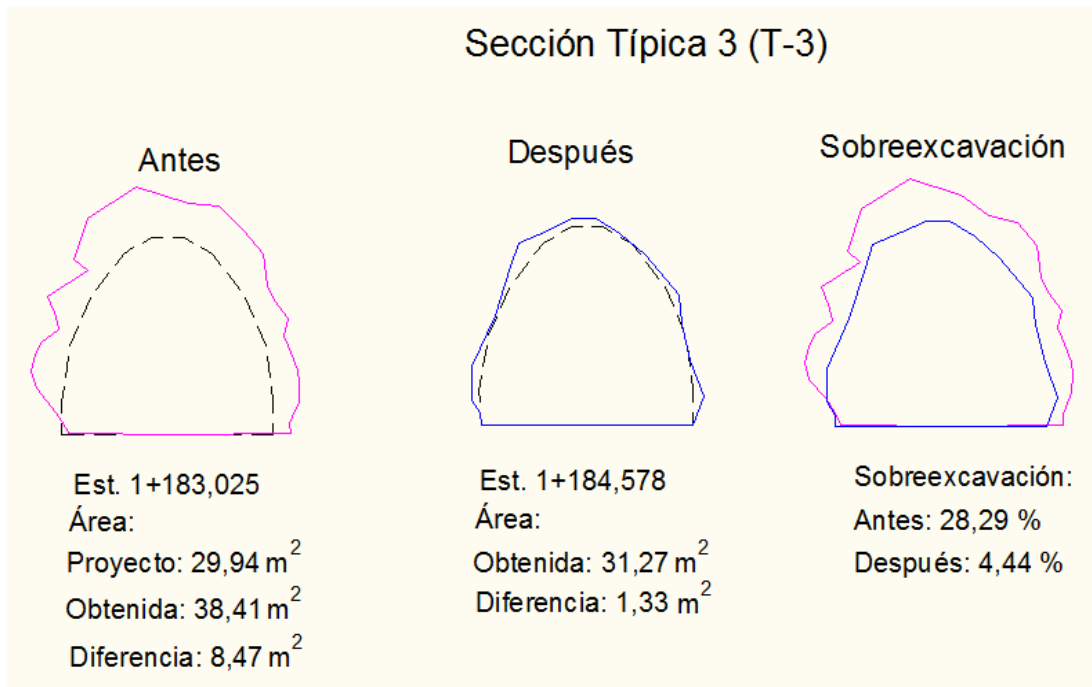 Sección Típica 3 (T-3)
Antes
Est. 1+183,025
Área:
Proyecto: 29,94 m²
Obtenida: 38,41 m²
Diferencia: 8,47 m²
Después
Est. 1+184,578
Área:
Obtenida: 31,27 m²
Diferencia: 1,33 m²
Sobreexcavación
Sobreexcavación:
Antes: 28,29 %
Después: 4,44 %